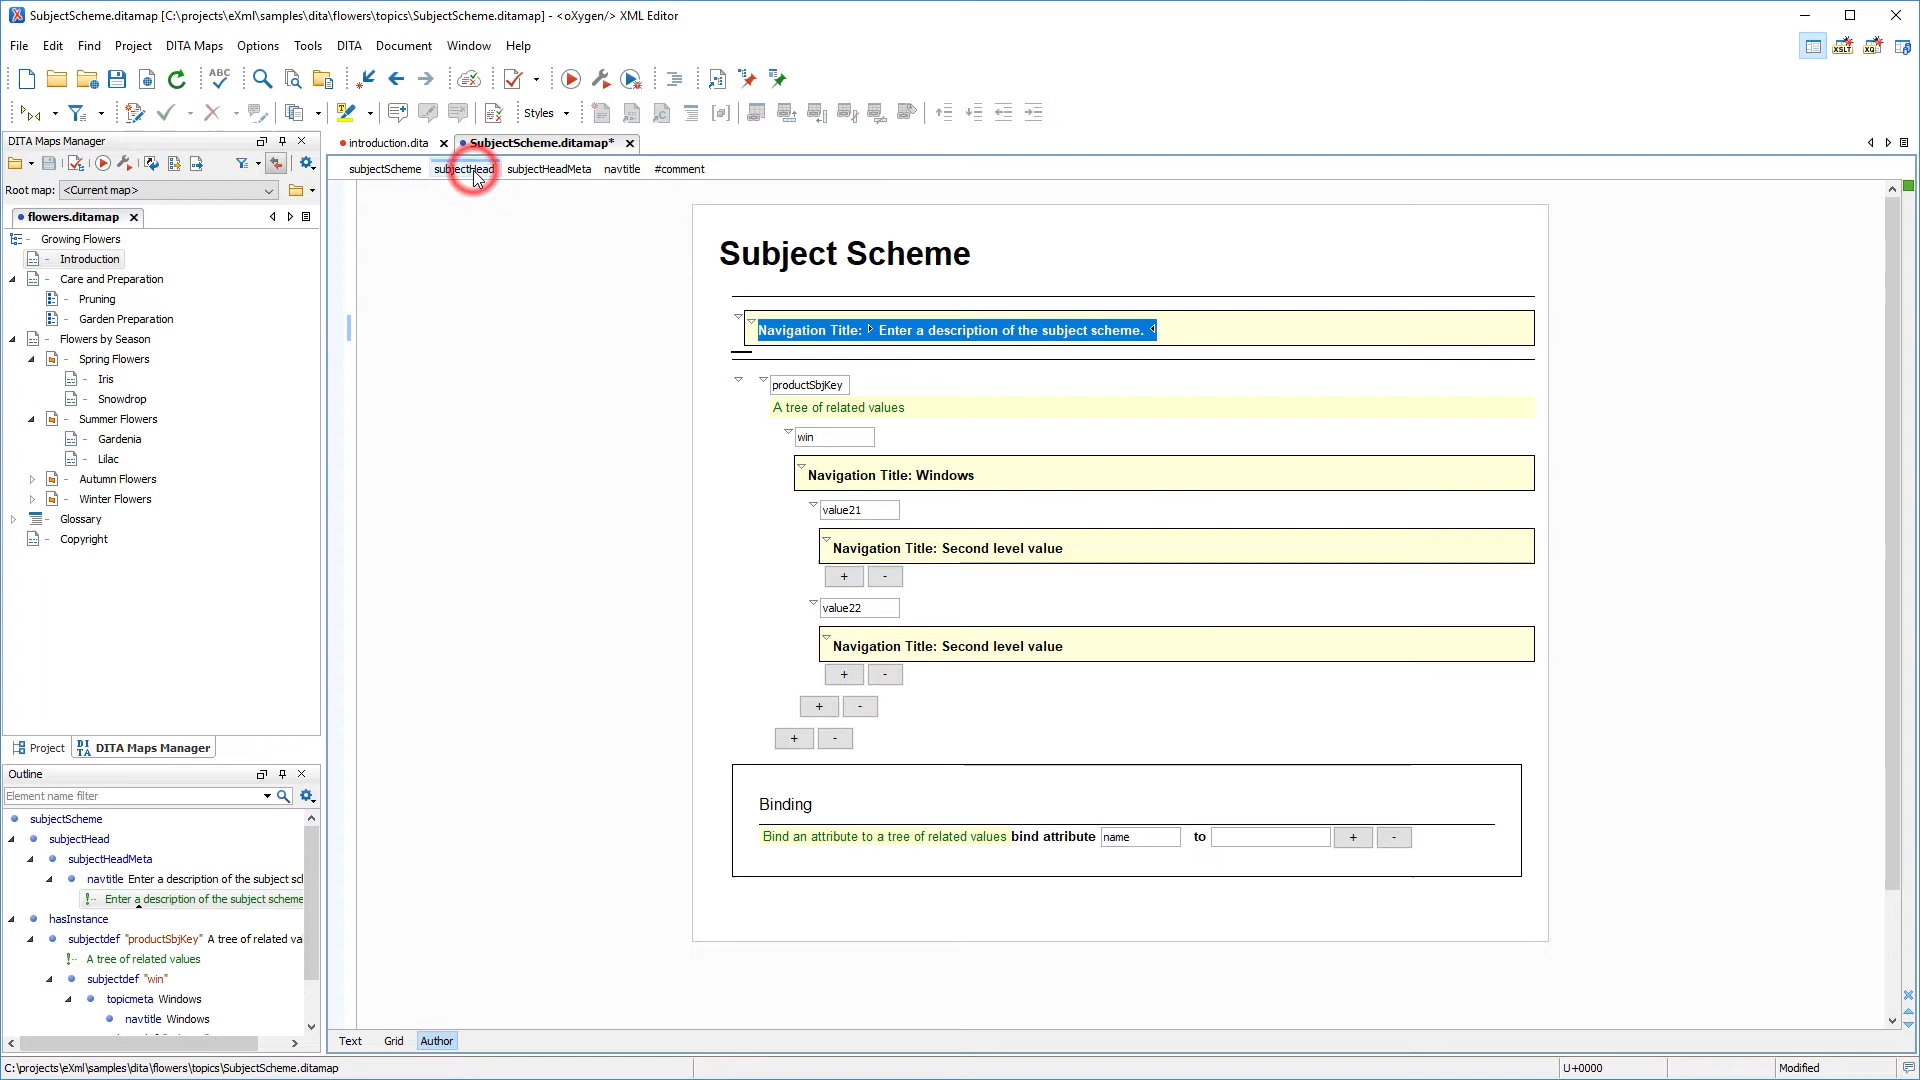 SubjectScheme.ditamap [C:\projects\eXml\samples\dita\flowers\topics\SubjectScheme.ditamap] - <oXygen/> XML Editor
File Edit Find Project DITA Maps Options Tools DITA Document Window Help
XSLT XQ
ABC
Styles
DITA Maps Manager
introduction.dita
SubjectScheme.ditamap*
subjectScheme subjectHead subjectHeadMeta navtitle #comment
Root map: <Current map>
flowers.ditamap
Growing Flowers
Introduction
Care and Preparation
Pruning
Garden Preparation
Flowers by Season
Spring Flowers
Iris
Snowdrop
Summer Flowers
Gardenia
Lilac
Autumn Flowers
Winter Flowers
Glossary
Copyright
Project
DITA Maps Manager
Outline
Element name filter
subjectScheme
subjectHead
subjectHeadMeta
navtitle Enter a description of the subject sch
Enter a description of the subject scheme
hasInstance
subjectdef "productSbjKey" A tree of related val
A tree of related values
subjectdef "win"
topicmeta Windows
navtitle Windows
Subject Scheme
Navigation Title: Enter a description of the subject scheme.
productSbjKey
A tree of related values
win
Navigation Title: Windows
value21
Navigation Title: Second level value
+ -
value22
Navigation Title: Second level value
+ -
+ -
+ -
Binding
Bind an attribute to a tree of related values bind attribute name to + -
Text Grid Author
C:\projects\eXml\samples\dita\flowers\topics\SubjectScheme.ditamap
U+0000
Modified